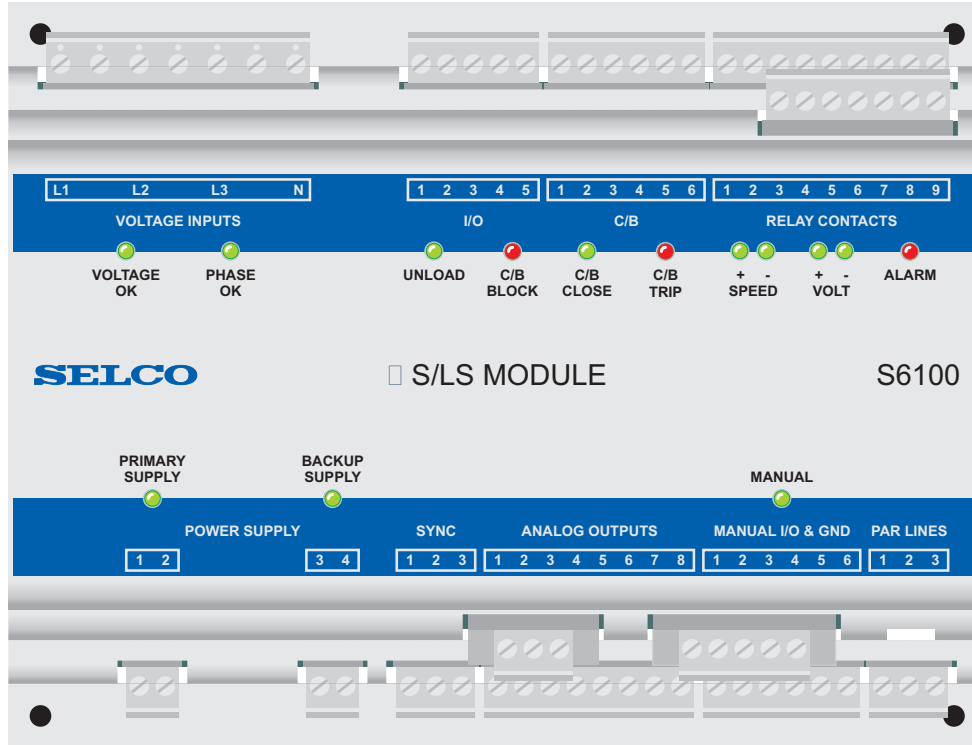 L1 L2 L3 N 1 2 3 4 5 1 2 3 4 5 6 1 2 3 4 5 6 7 8 9
VOLTAGE INPUTS I/O C/B RELAY CONTACTS
VOLTAGE OK PHASE OK UNLOAD C/B BLOCK C/B CLOSE C/B TRIP + - SPEED + - VOLT ALARM
SELCO S/LS MODULE S6100
PRIMARY SUPPLY BACKUP SUPPLY MANUAL
POWER SUPPLY SYNC ANALOG OUTPUTS MANUAL I/O & GND PAR LINES
1 2 3 4 1 2 3 1 2 3 4 5 6 7 8 1 2 3 4 5 6 1 2 3